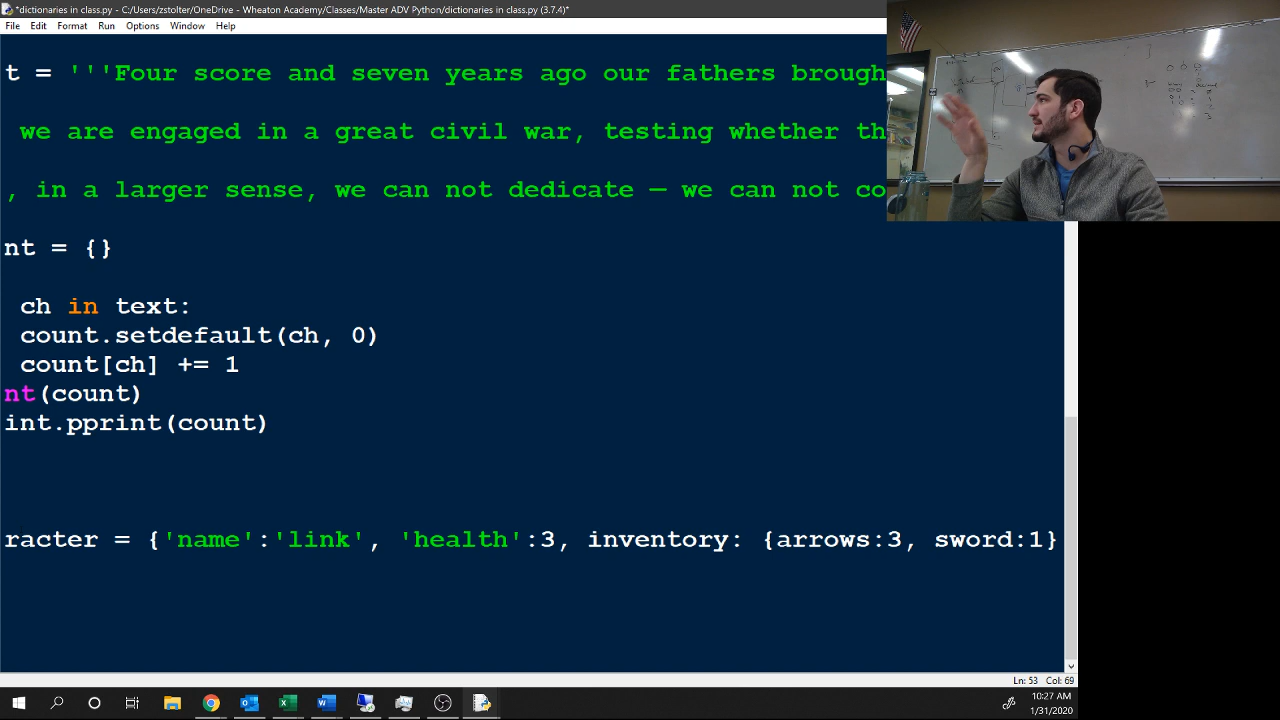 *dictionaries in class.py - C:/Users/zstolter/OneDrive - Wheaton Academy/Classes/Master ADV Python/dictionaries in class.py (3.7.4)*
File Edit Format Run Options Window Help
t = '''Four score and seven years ago our fathers brough
we are engaged in a great civil war, testing whether th
, in a larger sense, we can not dedicate — we can not co
nt = {}
ch in text:
count.setdefault(ch, 0)
count[ch] += 1
nt(count)
int.pprint(count)
racter = {'name':'link', 'health':3, inventory: {arrows:3, sword:1}
Ln: 53 Col: 69
10:27 AM
1/31/2020